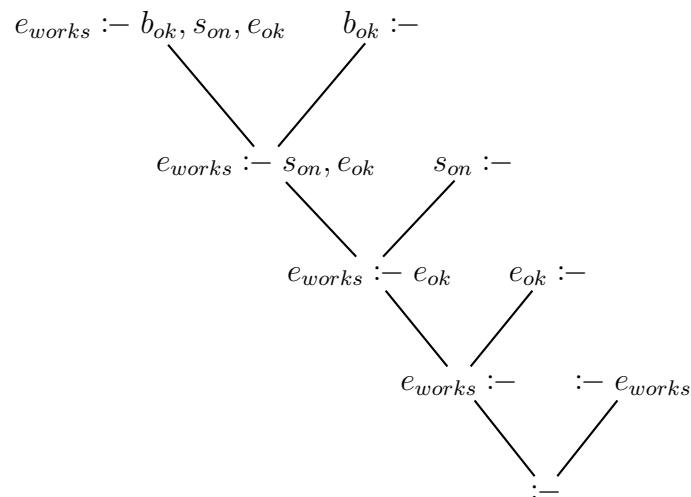 e_works :– b_ok, s_on, e_ok b_ok :–
e_works :– s_on, e_ok s_on :–
e_works :– e_ok e_ok :–
e_works :– :– e_works
:–